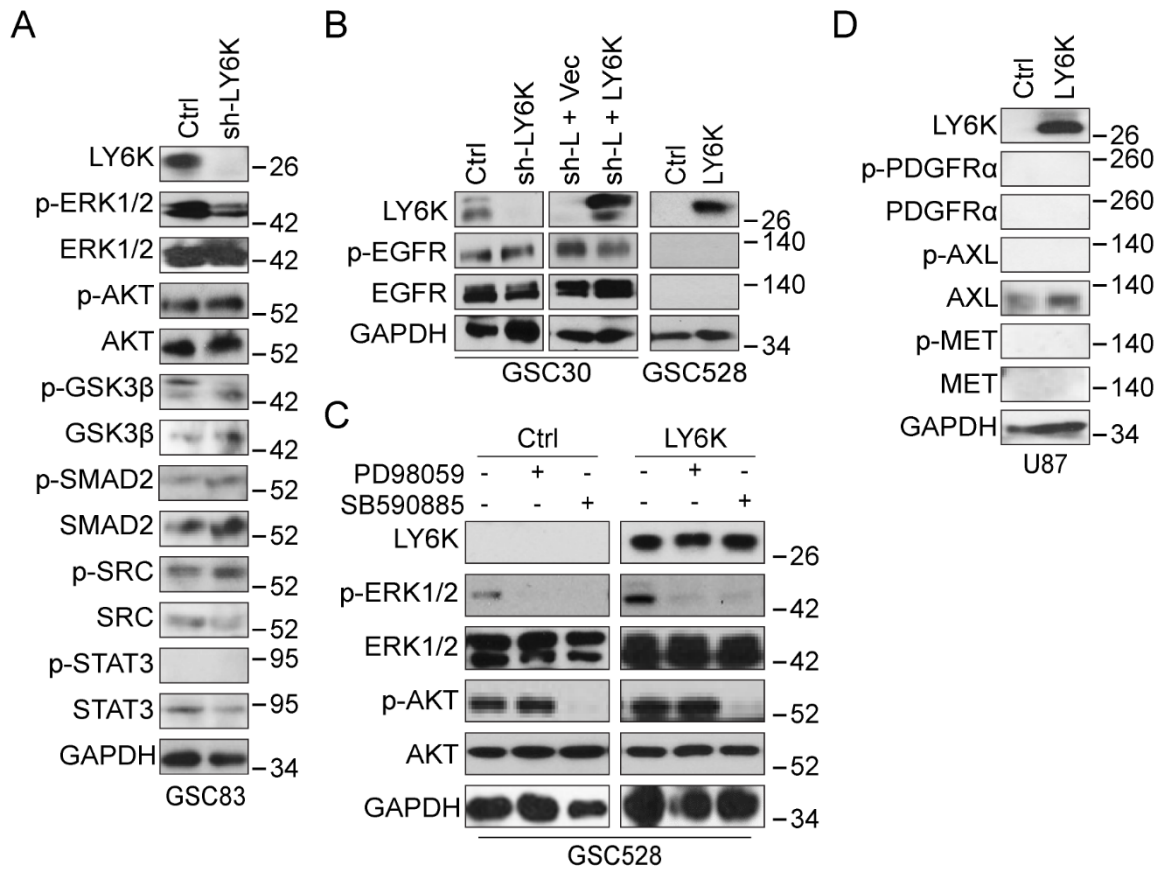 A
Ctrl
sh-LY6K
LY6K
–26
p-ERK1/2
–42
ERK1/2
–42
p-AKT
–52
AKT
–52
p-GSK3β
–42
GSK3β
–42
p-SMAD2
–52
SMAD2
–52
p-SRC
–52
SRC
–52
p-STAT3
–95
STAT3
–95
GAPDH
–34
GSC83
B
Ctrl
sh-LY6K
sh-L + Vec
sh-L + LY6K
Ctrl
LY6K
LY6K
–26
p-EGFR
–140
EGFR
–140
GAPDH
–34
GSC30
GSC528
C
Ctrl
LY6K
PD98059 - + - - + -
SB590885 - - + - - +
LY6K
–26
p-ERK1/2
–42
ERK1/2
–42
p-AKT
–52
AKT
–52
GAPDH
–34
GSC528
D
Ctrl
LY6K
LY6K
–26
p-PDGFRα
–260
PDGFRα
–260
p-AXL
–140
AXL
–140
p-MET
–140
MET
–140
GAPDH
–34
U87